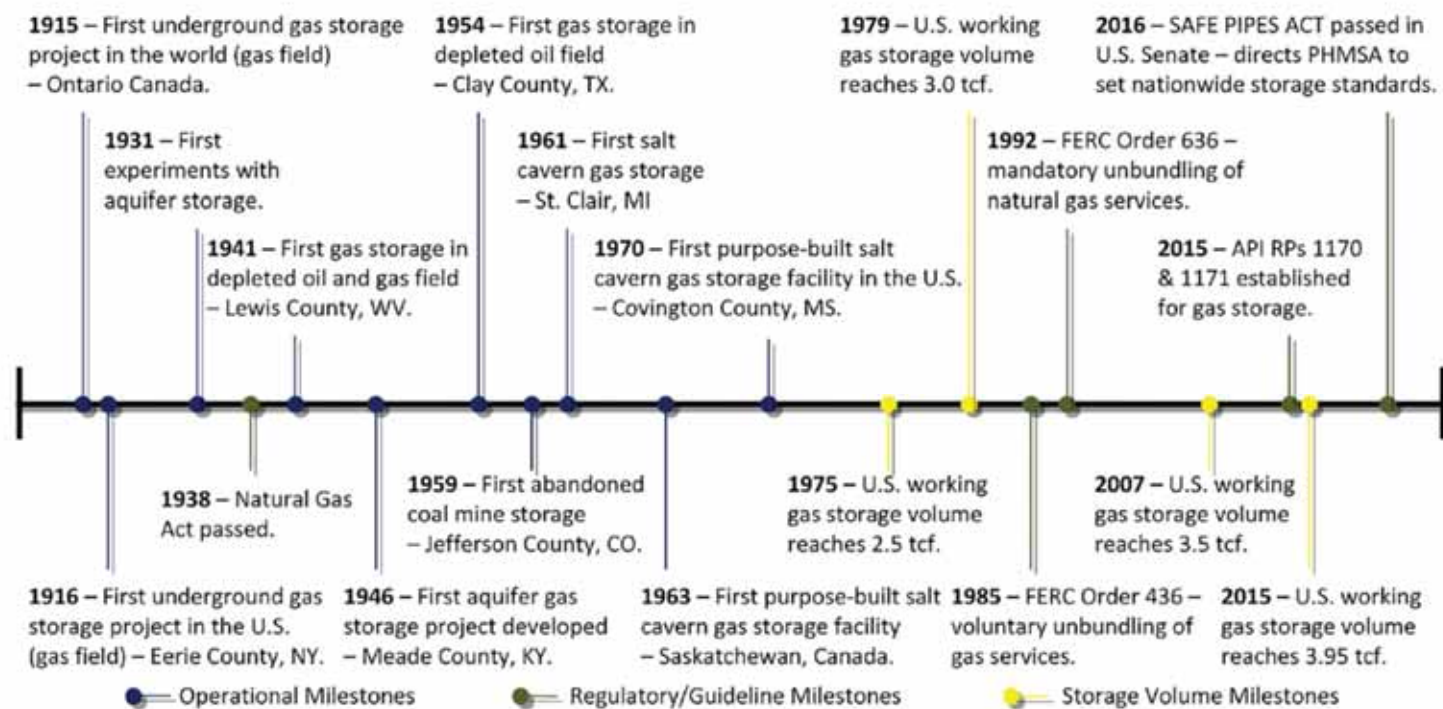 1915 – First underground gas storage
project in the world (gas field)
– Ontario Canada.
1954 – First gas storage in
depleted oil field
– Clay County, TX.
1979 – U.S. working
gas storage volume
reaches 3.0 tcf.
2016 – SAFE PIPES ACT passed in
U.S. Senate – directs PHMSA to
set nationwide storage standards.
1931 – First
experiments with
aquifer storage.
1961 – First salt
cavern gas storage
– St. Clair, MI
1992 – FERC Order 636 –
mandatory unbundling of
natural gas services.
1941 – First gas storage in
depleted oil and gas field
– Lewis County, WV.
1970 – First purpose-built salt
cavern gas storage facility in the U.S.
– Covington County, MS.
2015 – API RPs 1170
& 1171 established
for gas storage.
1938 – Natural Gas
Act passed.
1959 – First abandoned
coal mine storage
– Jefferson County, CO.
1975 – U.S. working
gas storage volume
reaches 2.5 tcf.
2007 – U.S. working
gas storage volume
reaches 3.5 tcf.
1916 – First underground gas
storage project in the U.S.
(gas field) – Eerie County, NY.
1946 – First aquifer gas
storage project developed
– Meade County, KY.
1963 – First purpose-built salt
cavern gas storage facility
– Saskatchewan, Canada.
1985 – FERC Order 436 –
voluntary unbundling of
gas services.
2015 – U.S. working
gas storage volume
reaches 3.95 tcf.
Operational Milestones
Regulatory/Guideline Milestones
Storage Volume Milestones